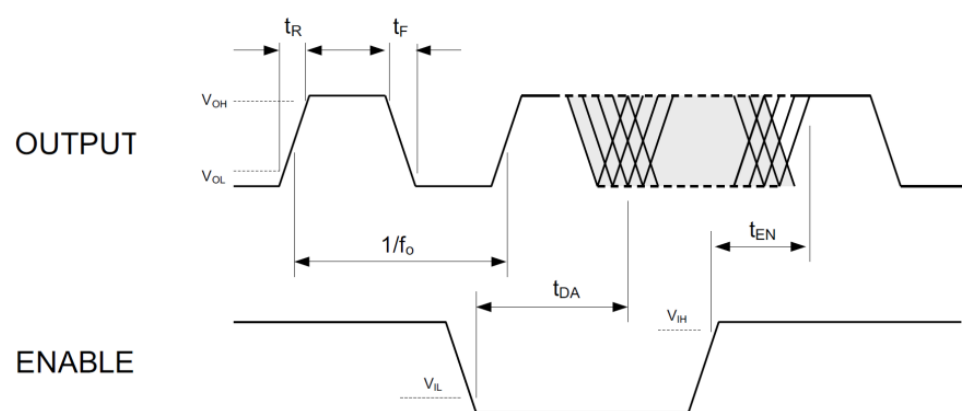 tR tF
VOH
OUTPUT
VOL
1/fo
tEN
tDA
VIH
ENABLE
VIL